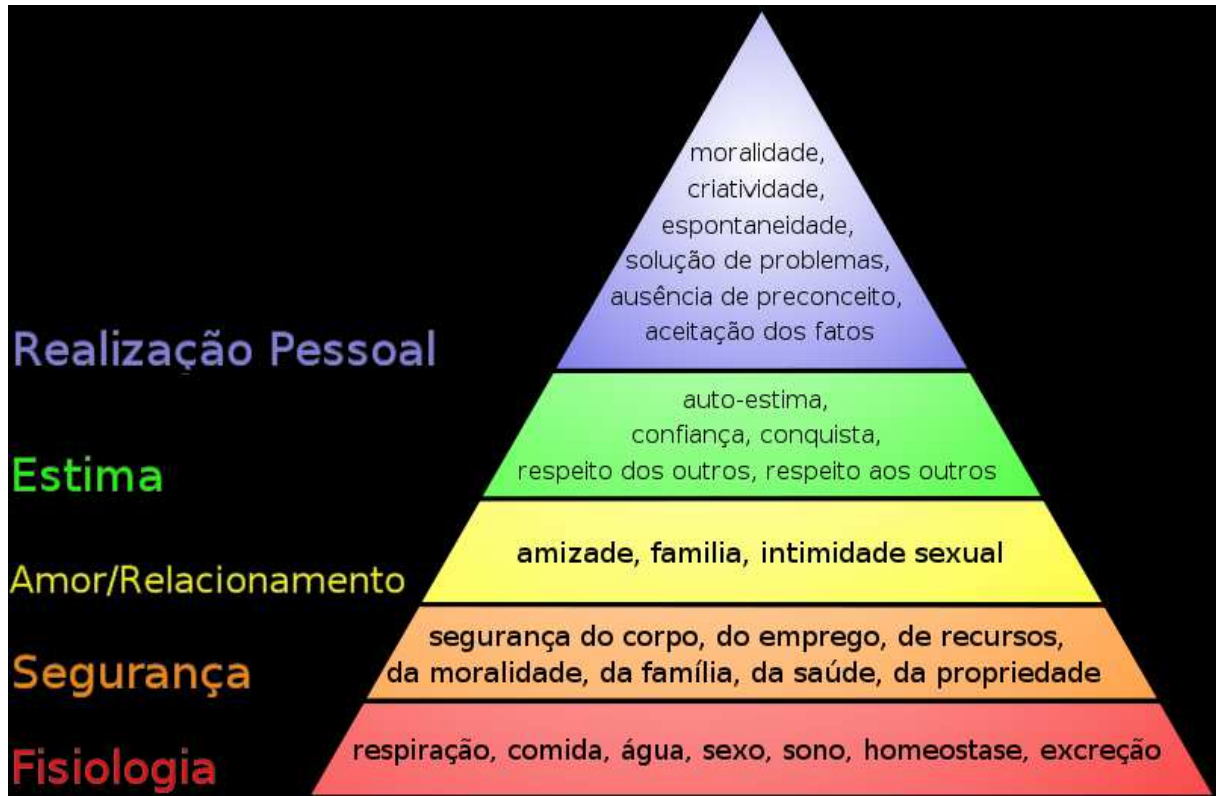 moralidade,
criatividade,
espontaneidade,
solução de problemas,
ausência de preconceito,
aceitação dos fatos
Realização Pessoal
auto-estima,
confiança, conquista,
respeito dos outros, respeito aos outros
Estima
amizade, familia, intimidade sexual
Amor/Relacionamento
segurança do corpo, do emprego, de recursos,
da moralidade, da família, da saúde, da propriedade
Segurança
respiração, comida, água, sexo, sono, homeostase, excreção
Fisiologia